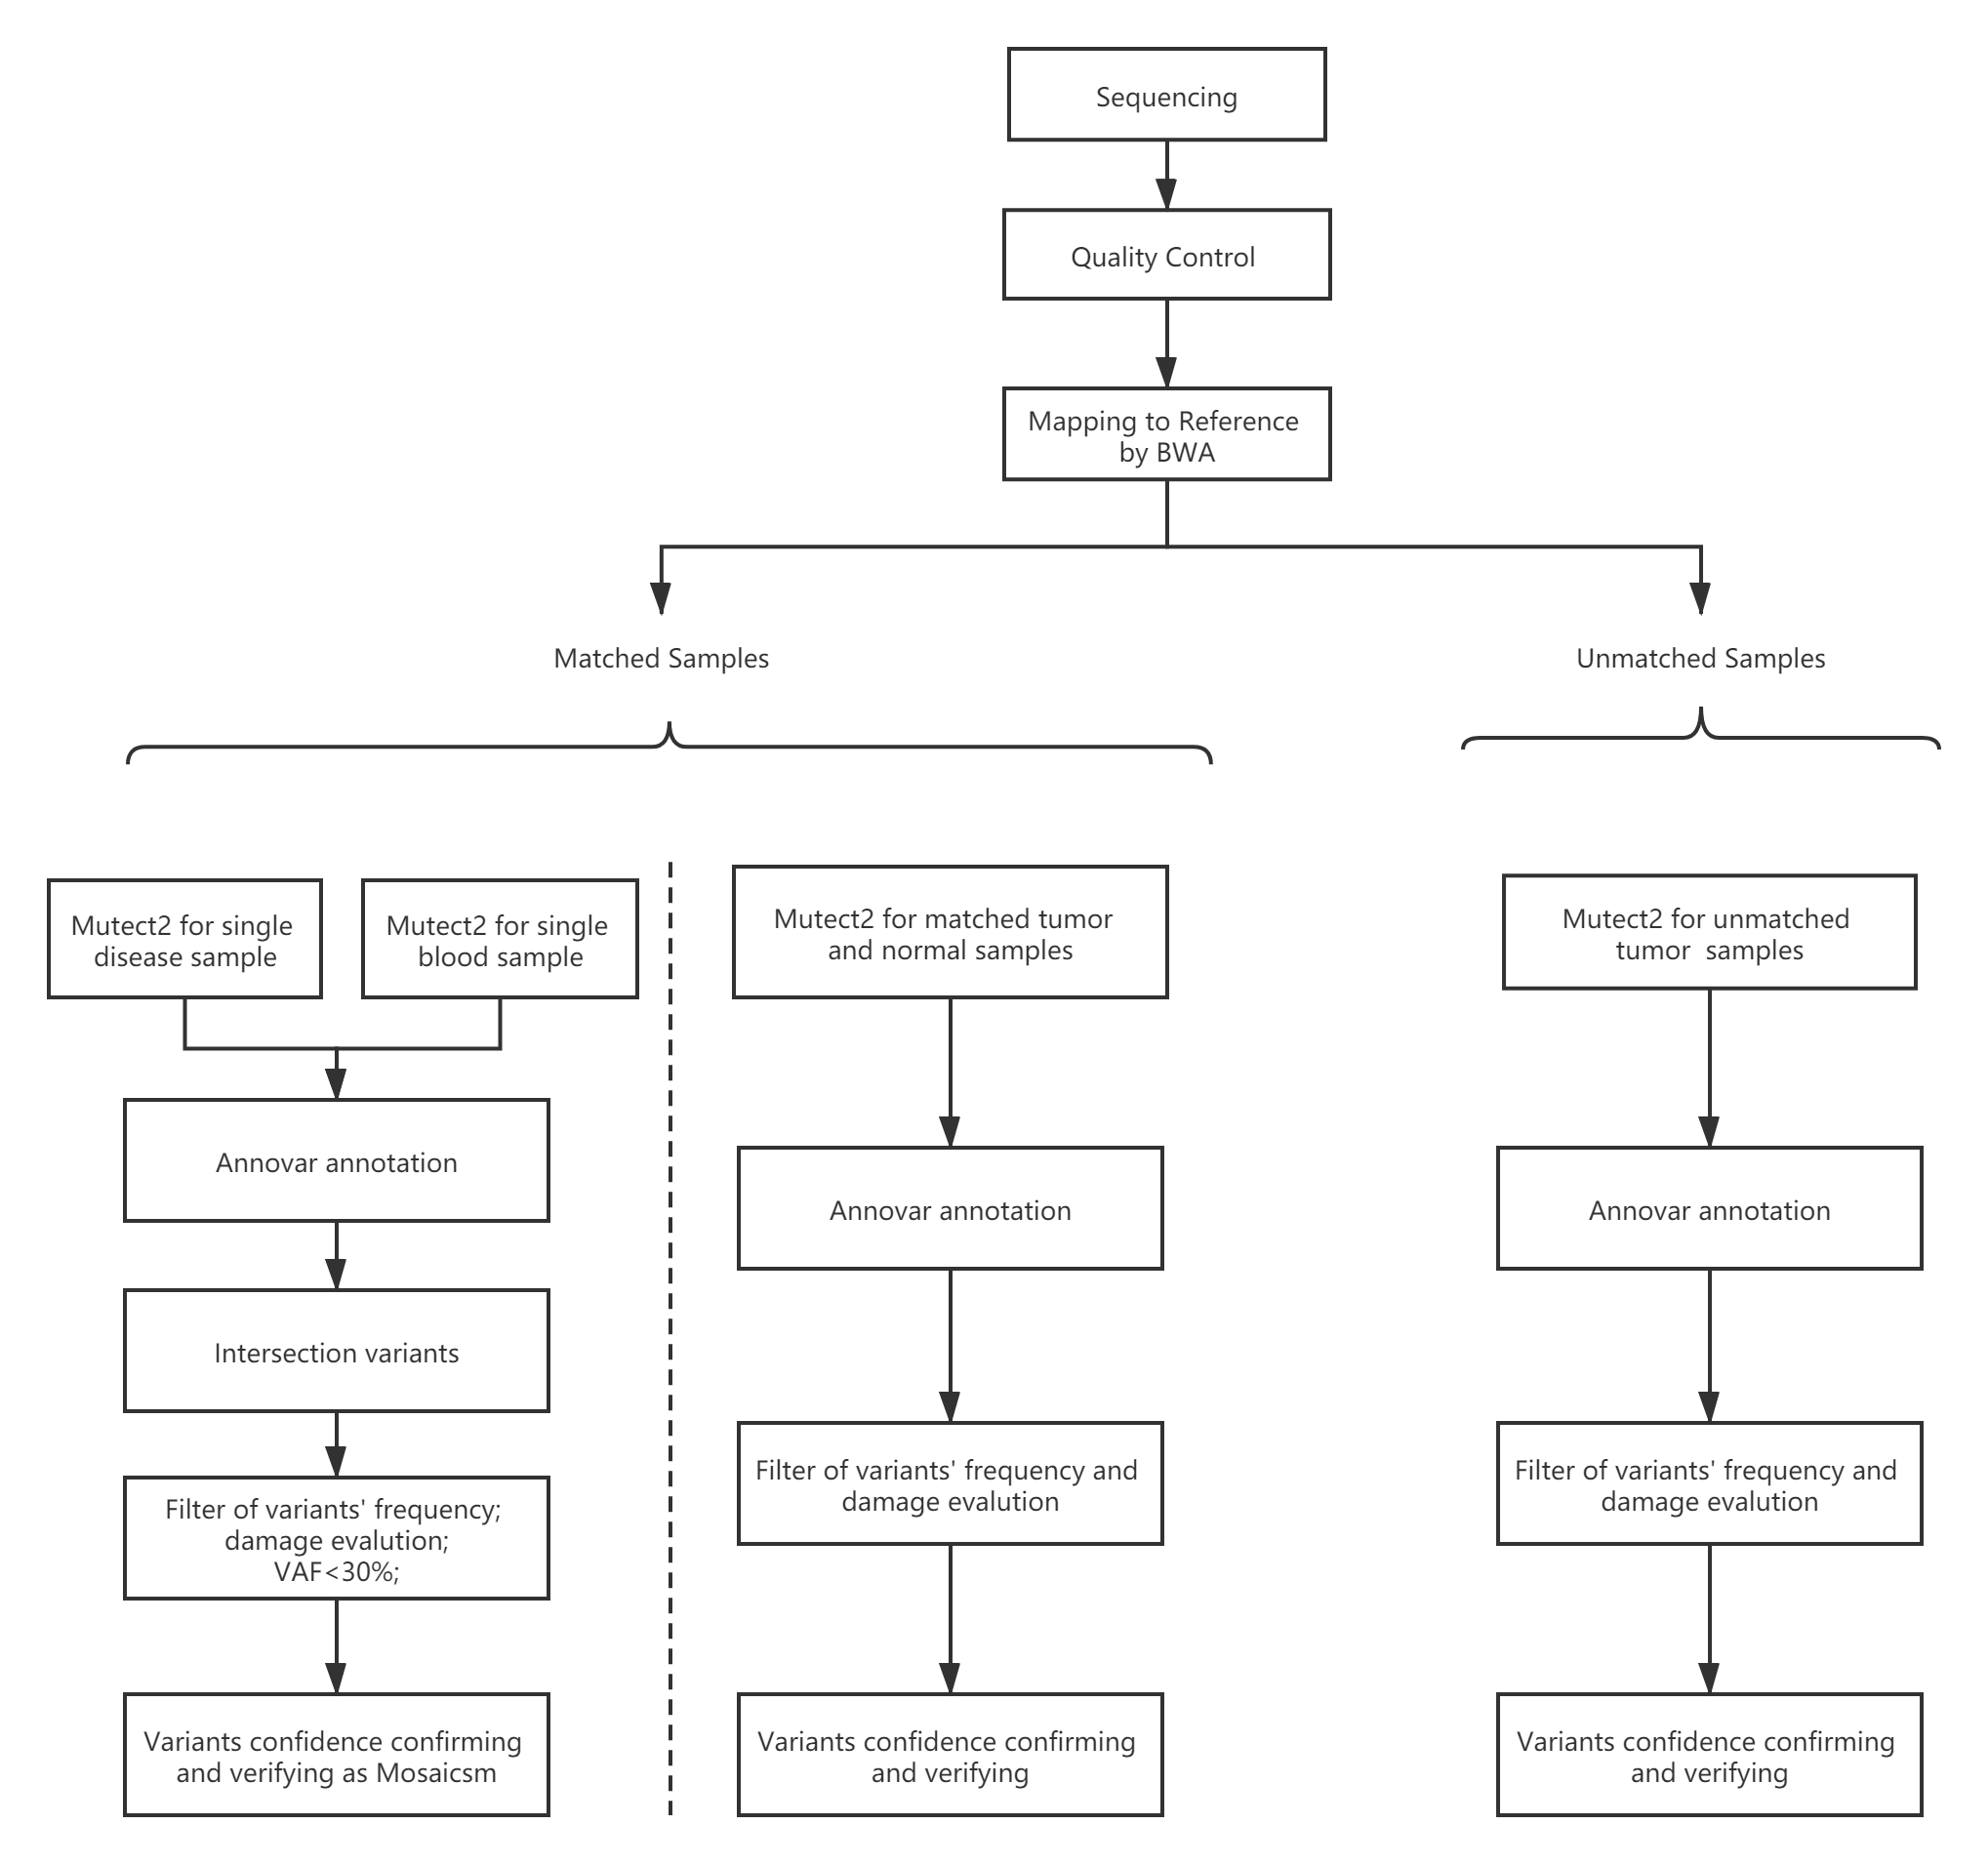 Sequencing
Quality Control
Mapping to Reference
by BWA
Matched Samples
Unmatched Samples
Mutect2 for single
disease sample
Mutect2 for single
blood sample
Annovar annotation
Intersection variants
Filter of variants' frequency;
damage evalution;
VAF<30%;
Variants confidence confirming
and verifying as Mosaicsm
Mutect2 for matched tumor
and normal samples
Annovar annotation
Filter of variants' frequency and
damage evalution
Variants confidence confirming
and verifying
Mutect2 for unmatched
tumor  samples
Annovar annotation
Filter of variants' frequency and
damage evalution
Variants confidence confirming
and verifying